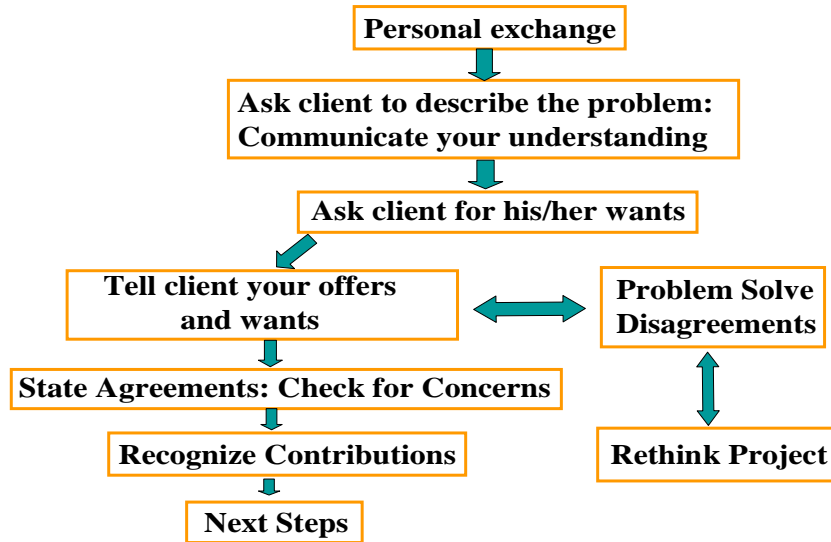 Personal exchange
Ask client to describe the problem:
Communicate your understanding
Ask client for his/her wants
Tell client your offers
and wants
Problem Solve
Disagreements
State Agreements: Check for Concerns
Recognize Contributions
Rethink Project
Next Steps